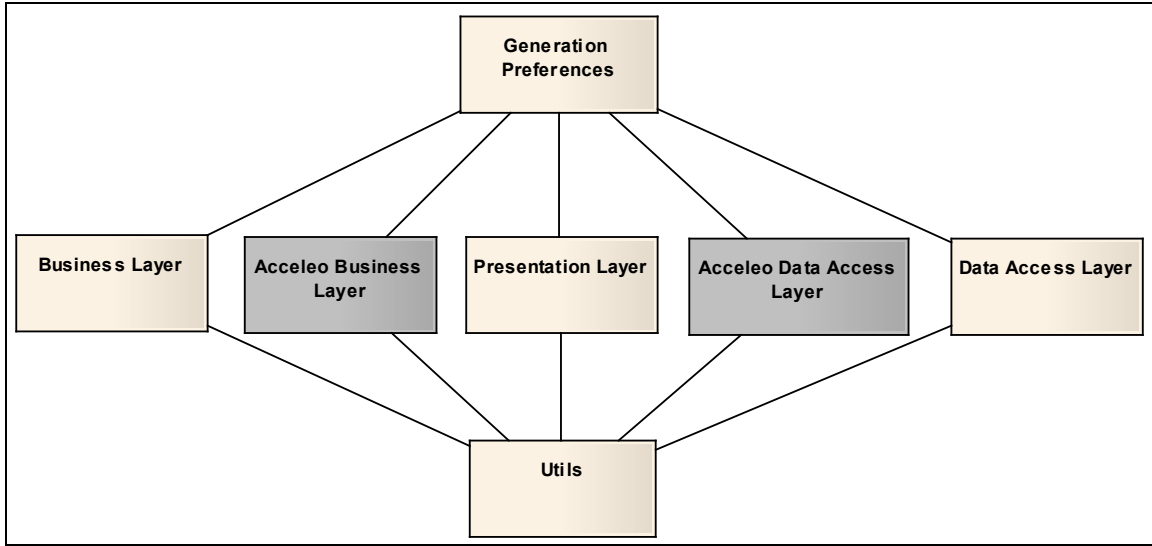 Generation
Preferences
Business Layer
Acceleo Business
Layer
Presentation Layer
Acceleo Data Access
Layer
Data Access Layer
Utils